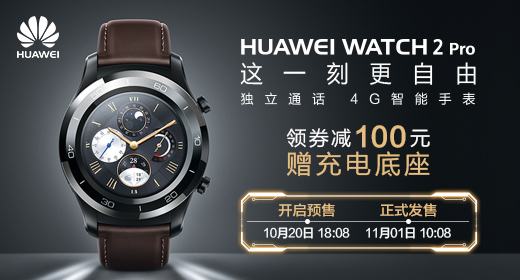 HUAWEI
HUAWEI WATCH 2 Pro
这一刻更自由
独立通话 4G智能手表
领券减100元
赠充电底座
开启预售 正式发售
10月20日 18:08 11月01日 10:08